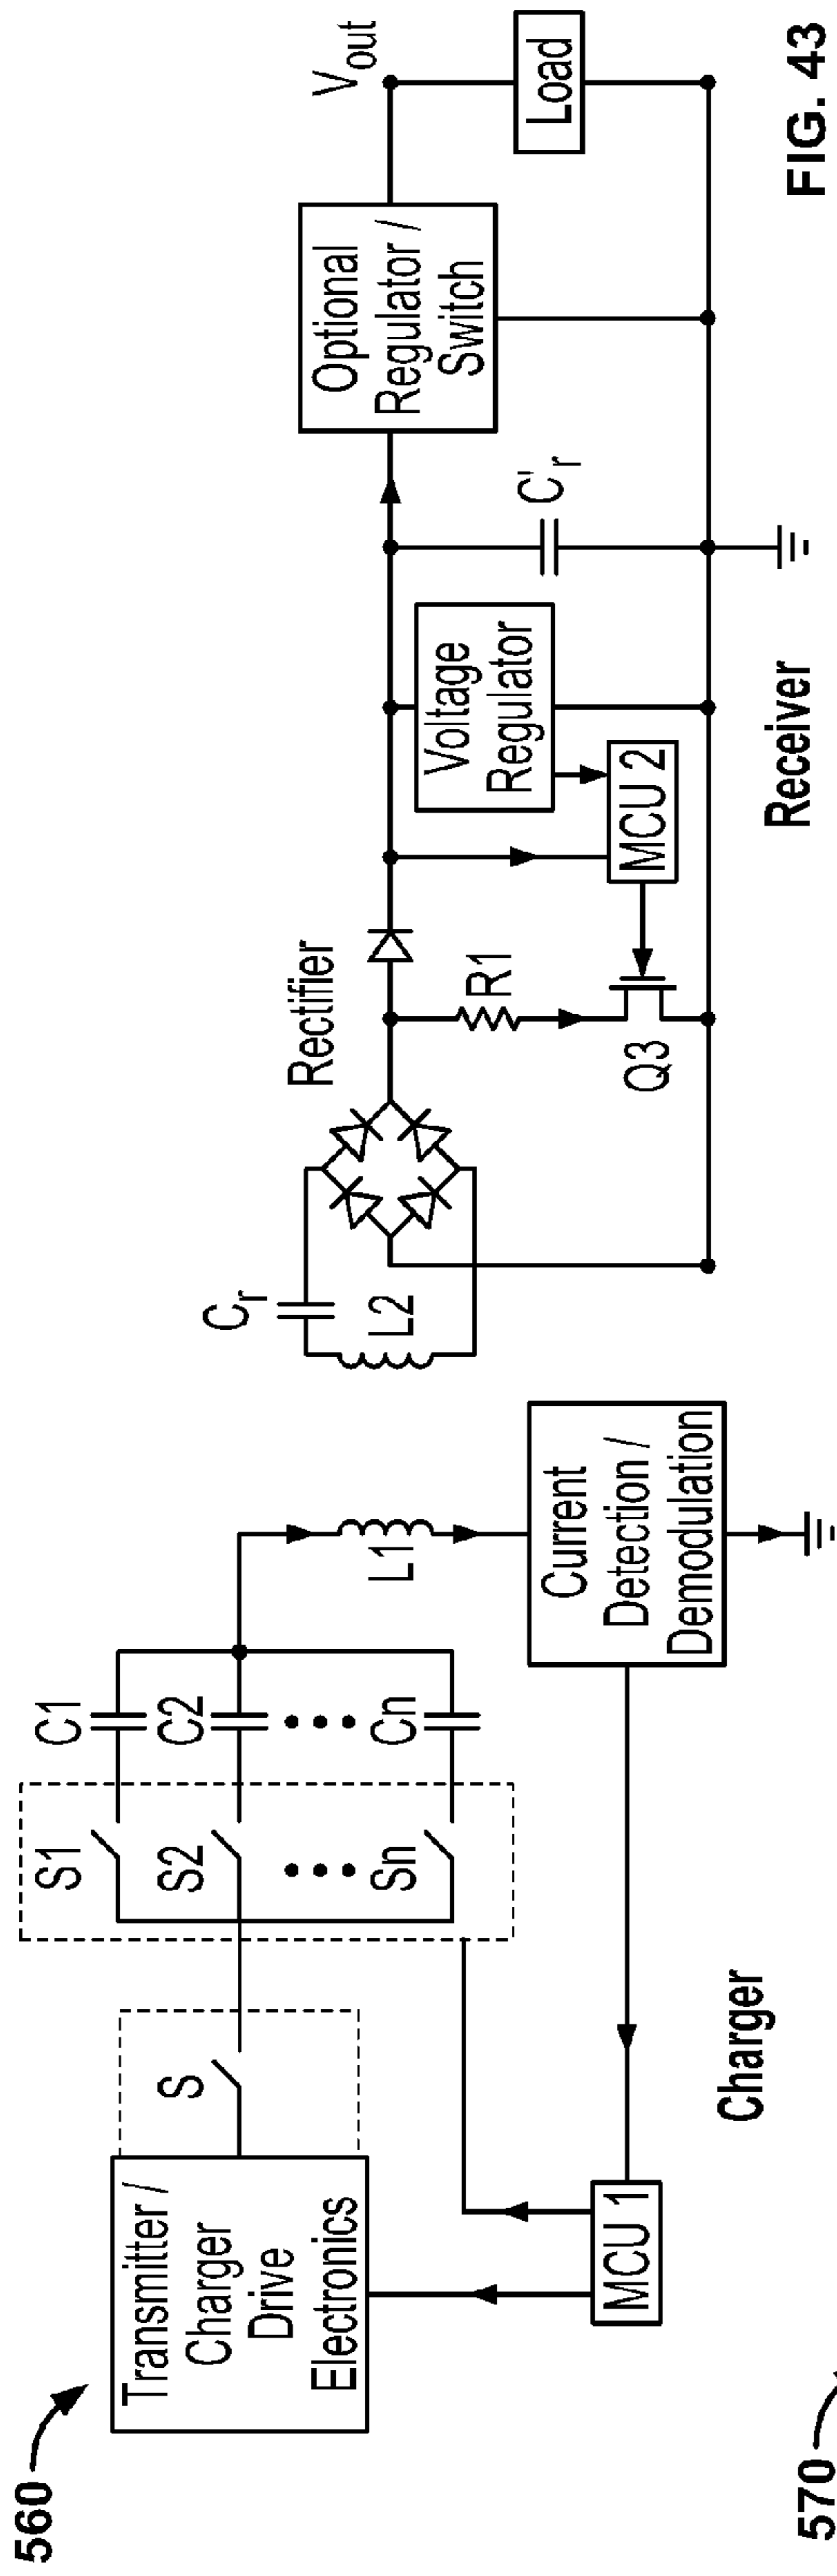 560
Transmitter /
Charger
Drive
Electronics
S
S1
S2
Sn
C1
C2
Cn
L1
Current
Detection /
Demodulation
MCU 1
Charger
Cr
L2
Rectifier
R1
Q3
Voltage
Regulator
MCU 2
C'r
Optional
Regulator /
Switch
Vout
Load
Receiver
FIG. 43
570